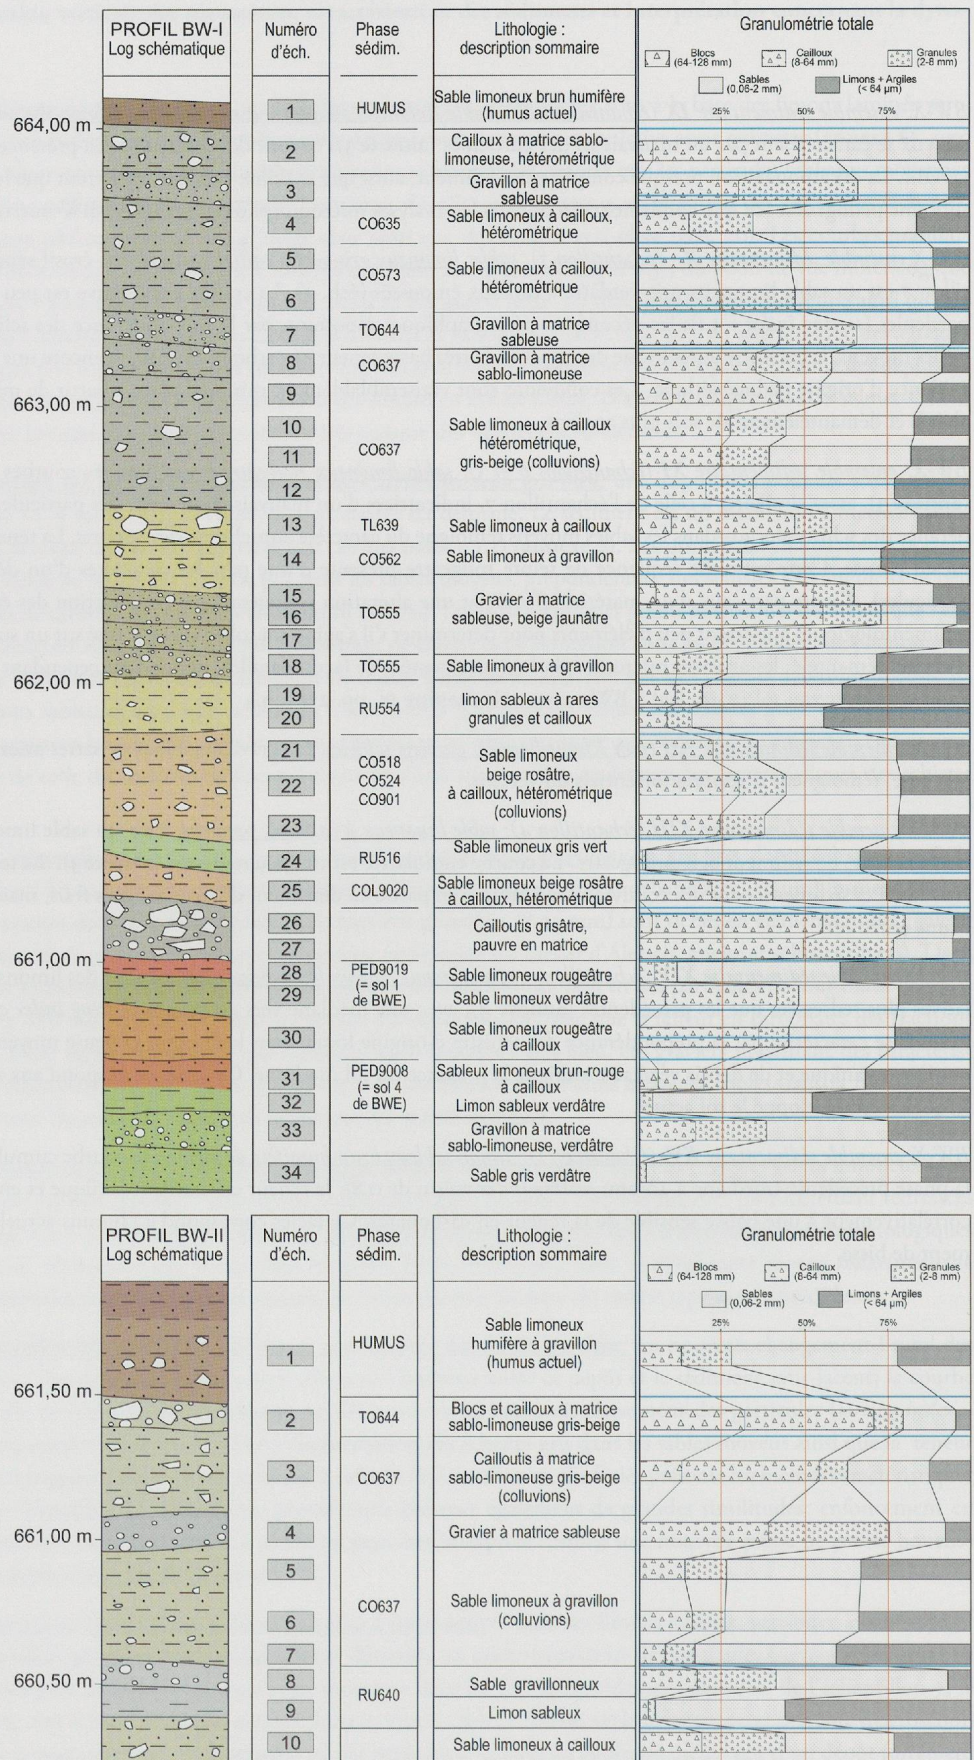 PROFIL BW-I
Log schématique
Numéro
d'éch.
Phase
sédim.
Lithologie :
description sommaire
Granulométrie totale
Blocs
(64-128 mm)
Cailloux
(8-64 mm)
Granules
(2-8 mm)
Sables
(0,06-2 mm)
Limons + Argiles
(< 64 µm)
25%
50%
75%
664,00 m
663,00 m
662,00 m
661,00 m
1
HUMUS
Sable limoneux brun humifère
(humus actuel)
2
Cailloux à matrice sablo-
limoneuse, hétérométrique
3
Gravillon à matrice
sableuse
4
CO635
Sable limoneux à cailloux,
hétérométrique
5
6
CO573
Sable limoneux à cailloux,
hétérométrique
7
TO644
Gravillon à matrice
sableuse
8
CO637
Gravillon à matrice
sablo-limoneuse
9
10
11
12
CO637
Sable limoneux à cailloux
hétérométrique,
gris-beige (colluvions)
13
TL639
Sable limoneux à cailloux
14
CO562
Sable limoneux à gravillon
15
16
17
TO555
Gravier à matrice
sableuse, beige jaunâtre
18
TO555
Sable limoneux à gravillon
19
20
RU554
limon sableux à rares
granules et cailloux
21
22
23
CO518
CO524
CO901
Sable limoneux
beige rosâtre,
à cailloux, hétérométrique
(colluvions)
24
RU516
Sable limoneux gris vert
25
COL9020
Sable limoneux beige rosâtre
à cailloux, hétérométrique
26
27
Cailloutis grisâtre,
pauvre en matrice
28
29
PED9019
(= sol 1
de BWE)
Sable limoneux rougeâtre
Sable limoneux verdâtre
30
Sable limoneux rougeâtre
à cailloux
31
32
PED9008
(= sol 4
de BWE)
Sableux limoneux brun-rouge
à cailloux
Limon sableux verdâtre
33
Gravillon à matrice
sablo-limoneuse, verdâtre
34
Sable gris verdâtre
PROFIL BW-II
Log schématique
Numéro
d'éch.
Phase
sédim.
Lithologie :
description sommaire
Granulométrie totale
Blocs
(64-128 mm)
Cailloux
(8-64 mm)
Granules
(2-8 mm)
Sables
(0,06-2 mm)
Limons + Argiles
(< 64 µm)
25%
50%
75%
661,50 m
661,00 m
660,50 m
1
HUMUS
Sable limoneux
humifère à gravillon
(humus actuel)
2
TO644
Blocs et cailloux à matrice
sablo-limoneuse gris-beige
3
CO637
Cailloutis à matrice
sablo-limoneuse gris-beige
(colluvions)
4
Gravier à matrice sableuse
5
6
7
CO637
Sable limoneux à gravillon
(colluvions)
8
9
RU640
Sable gravillonneux
Limon sableux
10
Sable limoneux à cailloux